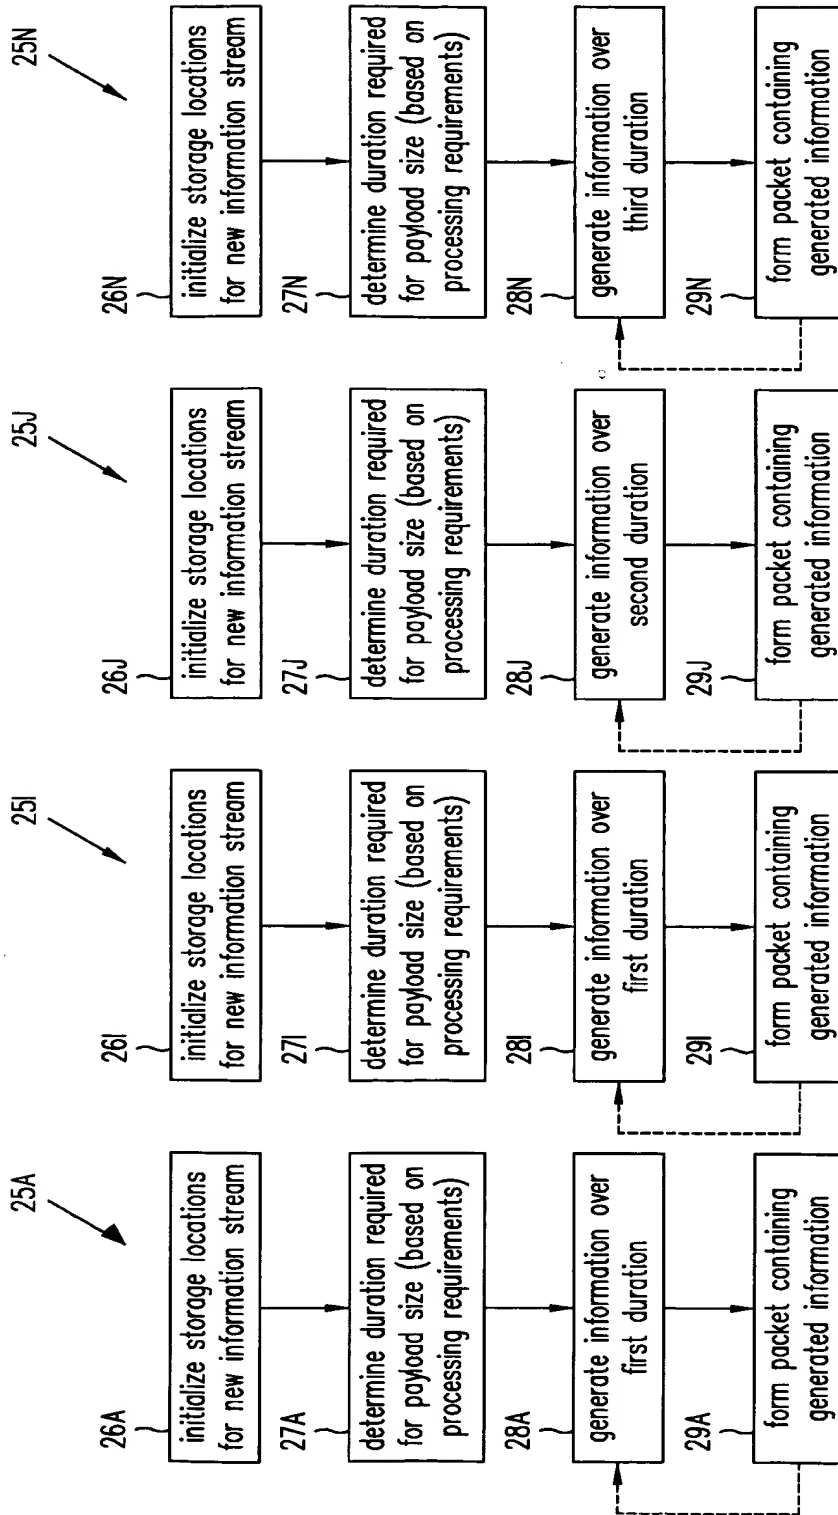 25A
26A
initialize storage locations
for new information stream
27A
determine duration required
for payload size (based on
processing requirements)
28A
generate information over
first duration
29A
form packet containing
generated information
25I
26I
initialize storage locations
for new information stream
27I
determine duration required
for payload size (based on
processing requirements)
28I
generate information over
first duration
29I
form packet containing
generated information
25J
26J
initialize storage locations
for new information stream
27J
determine duration required
for payload size (based on
processing requirements)
28J
generate information over
second duration
29J
form packet containing
generated information
25N
26N
initialize storage locations
for new information stream
27N
determine duration required
for payload size (based on
processing requirements)
28N
generate information over
third duration
29N
form packet containing
generated information